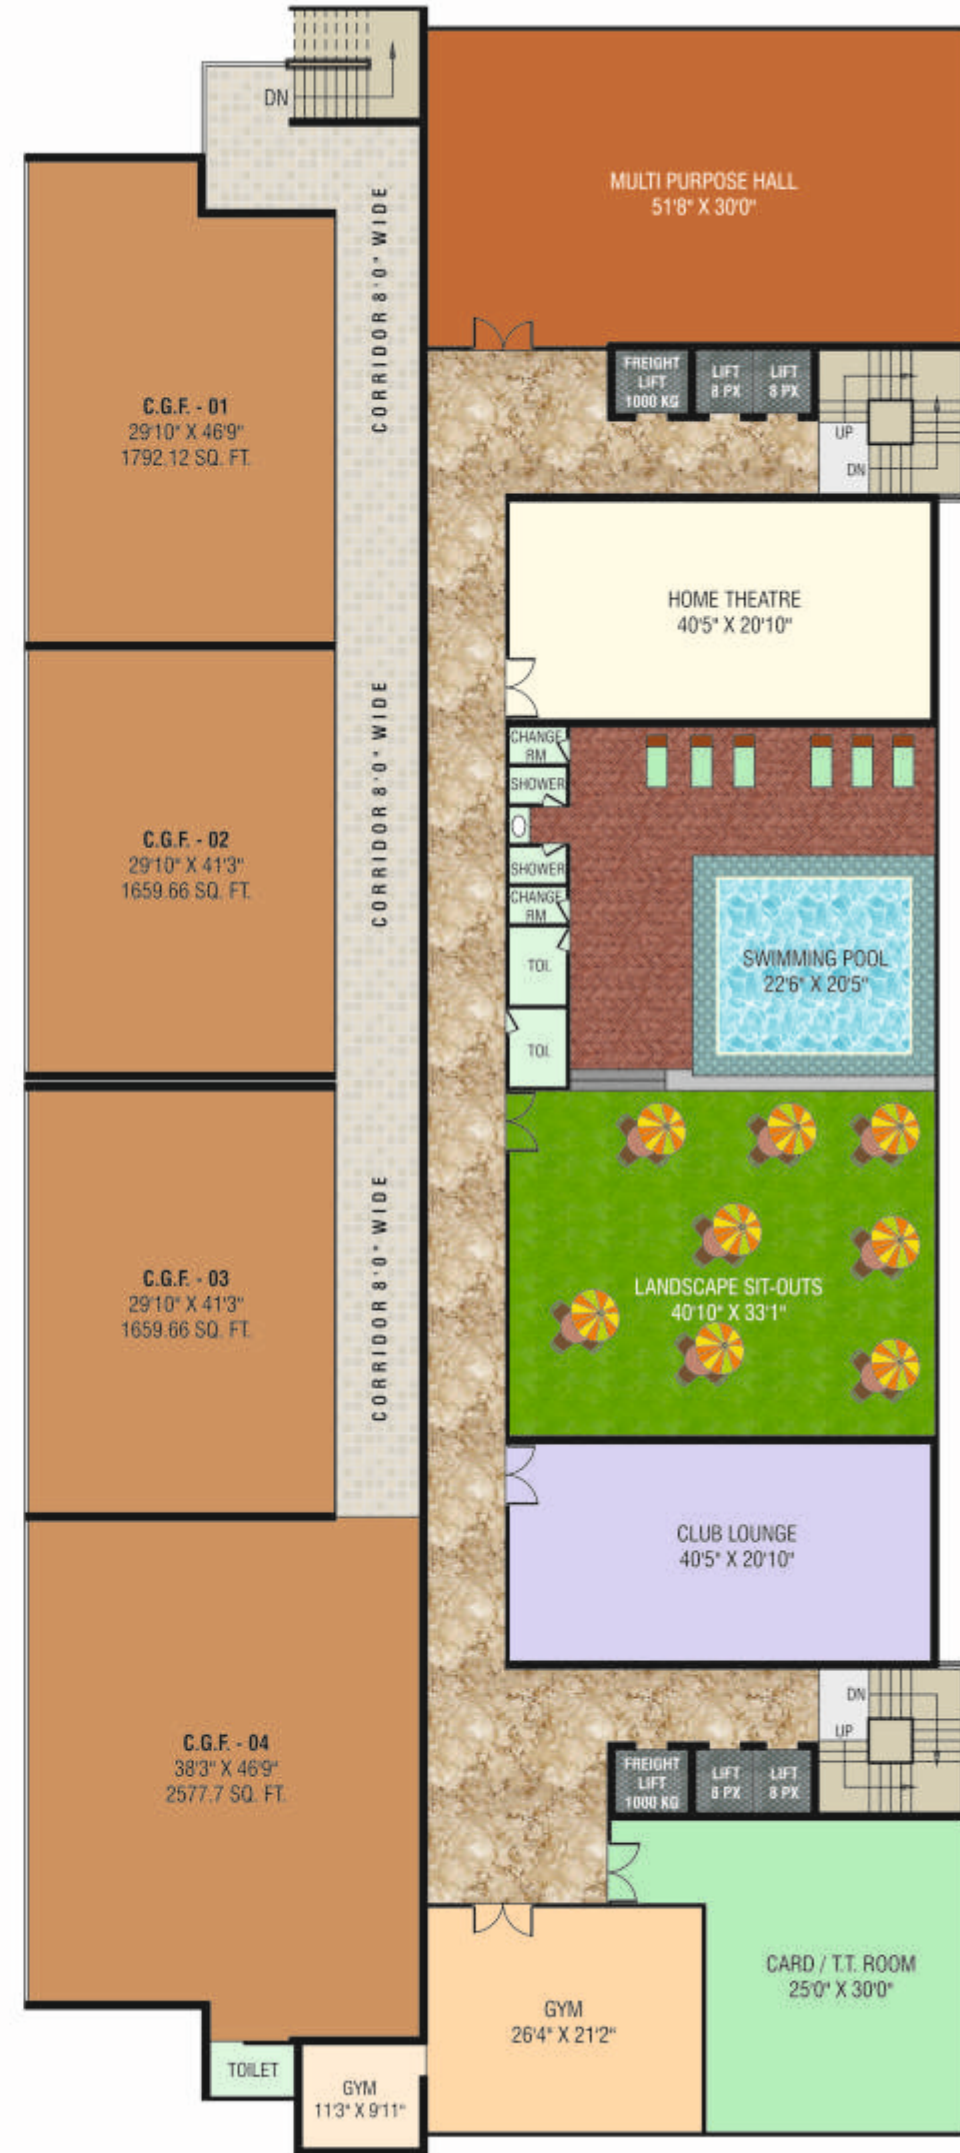 DN
MULTI PURPOSE HALL
51'8" X 30'0"
CORRIDOR 8'0" WIDE
FREIGHT
LIFT
1000 KG
LIFT
8 PX
LIFT
8 PX
UP
DN
C.G.F. - 01
29'10" X 46'9"
1792.12 SQ. FT.
HOME THEATRE
40'5" X 20'10"
CORRIDOR 8'0" WIDE
CHANGE
RM
SHOWER
C.G.F. - 02
29'10" X 41'3"
1659.66 SQ. FT.
SHOWER
CHANGE
RM
TOI.
SWIMMING POOL
22'6" X 20'5"
TOI.
CORRIDOR 8'0" WIDE
C.G.F. - 03
29'10" X 41'3"
1659.66 SQ. FT.
LANDSCAPE SIT-OUTS
40'10" X 33'1"
CLUB LOUNGE
40'5" X 20'10"
DN
UP
C.G.F. - 04
38'3" X 46'9"
2577.7 SQ. FT.
FREIGHT
LIFT
1000 KG
LIFT
8 PX
LIFT
8 PX
CARD / T.T. ROOM
25'0" X 30'0"
GYM
26'4" X 21'2"
TOILET
GYM
11'3" X 9'11"